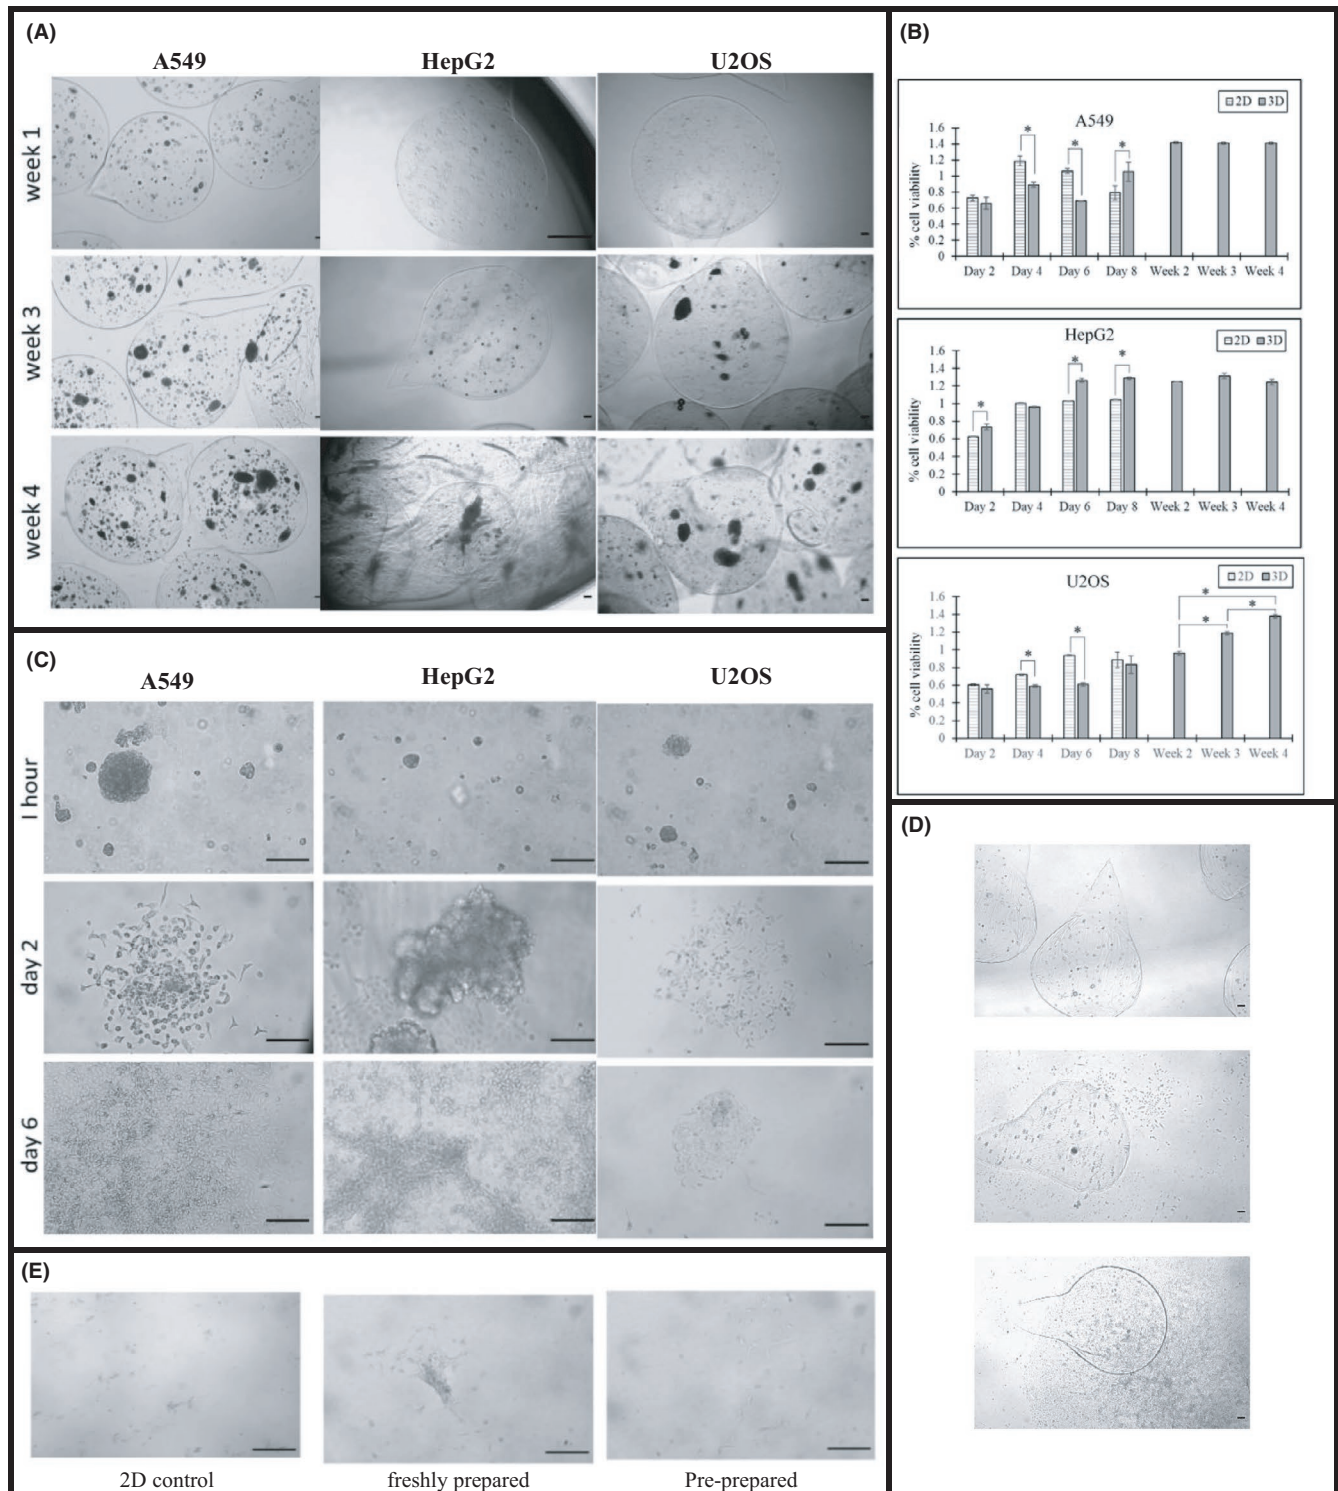 (A)
A549 HepG2 U2OS
week 1
week 3
week 4
(B)
2D 3D
A549
% cell viability
1.6
1.4
1.2
1
0.8
0.6
0.4
0.2
0
* * *
Day 2 Day 4 Day 6 Day 8 Week 2 Week 3 Week 4
HepG2
2D 3D
% cell viability
1.6
1.4
1.2
1
0.8
0.6
0.4
0.2
0
* * *
Day 2 Day 4 Day 6 Day 8 Week 2 Week 3 Week 4
U2OS
2D 3D
% cell viability
1.6
1.4
1.2
1
0.8
0.6
0.4
0.2
0
* * * * *
Day 2 Day 4 Day 6 Day 8 Week 2 Week 3 Week 4
(C)
A549 HepG2 U2OS
1 hour
day 2
day 6
(D)
(E)
2D control freshly prepared Pre-prepared